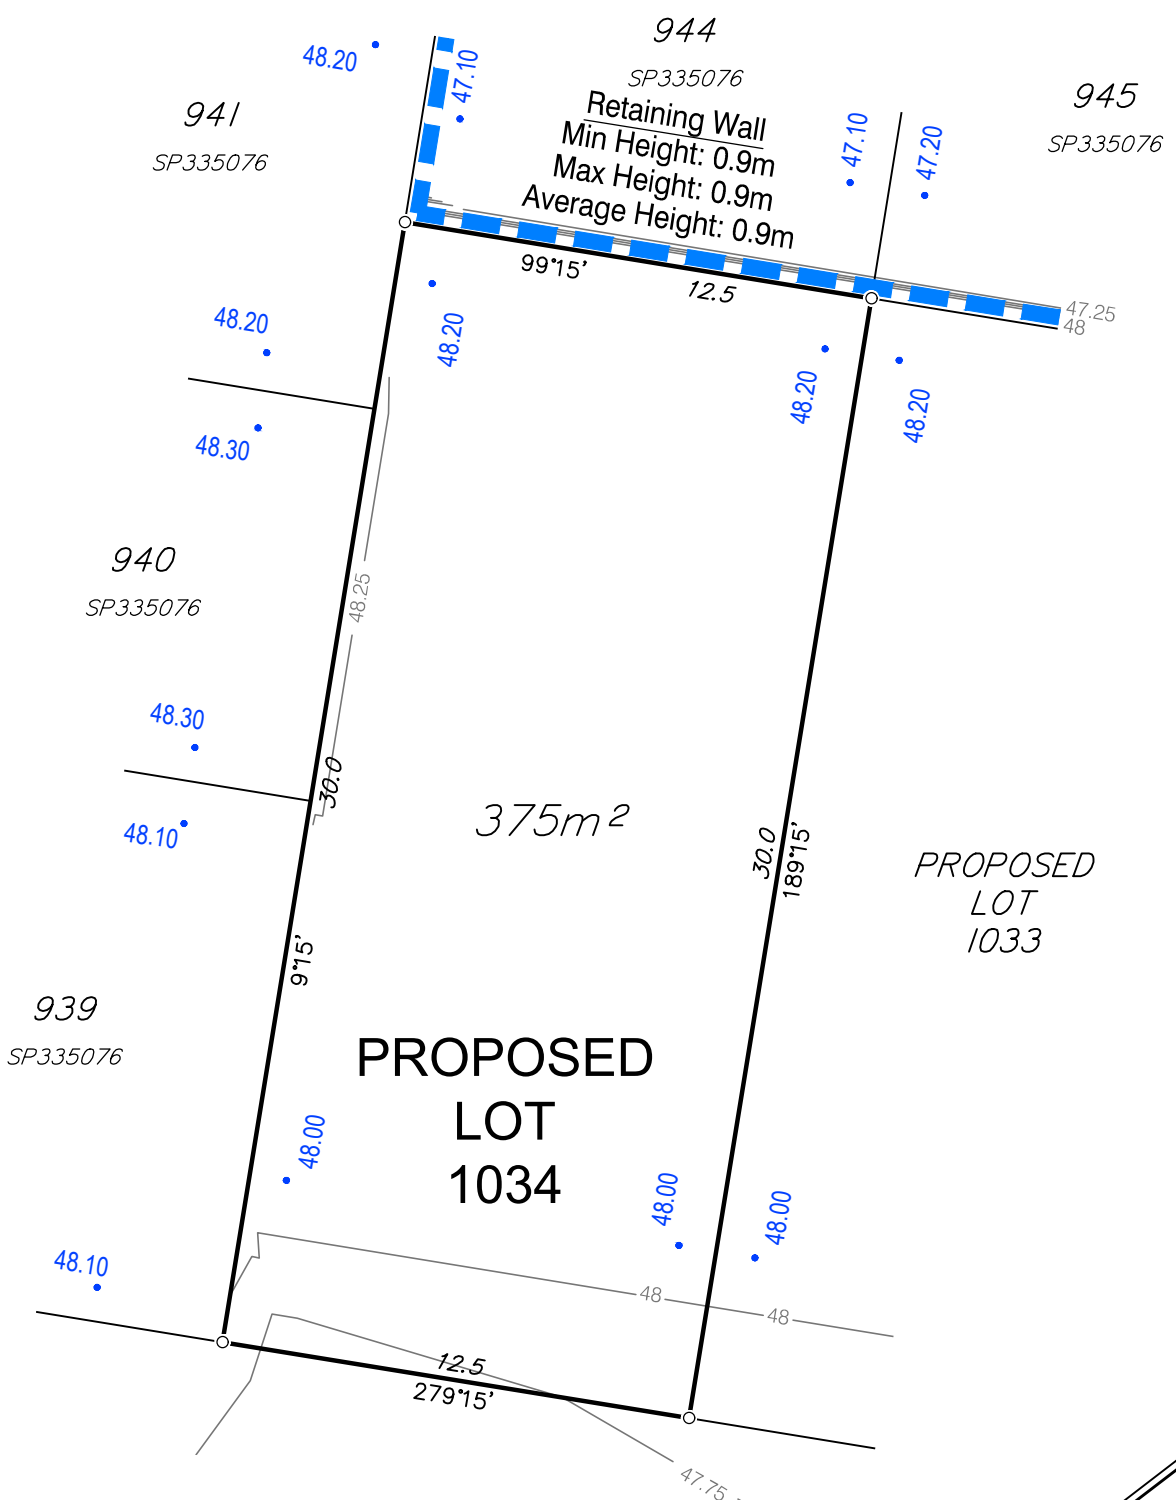 944
SP335076
48.20
47.10
945
SP335076
941
SP335076
Retaining Wall
Min Height: 0.9m
Max Height: 0.9m
Average Height: 0.9m
47.10
47.20
99°15'
12.5
47.25
48
48.20
48.20
48.20
48.20
48.30
940
SP335076
48.25
48.30
30.0
48.10
375m²
30.0
189°15'
PROPOSED
LOT
1033
9°15'
939
SP335076
PROPOSED
LOT
1034
48.00
48.00
48.00
48.10
48
48
12.5
279°15'
47.75